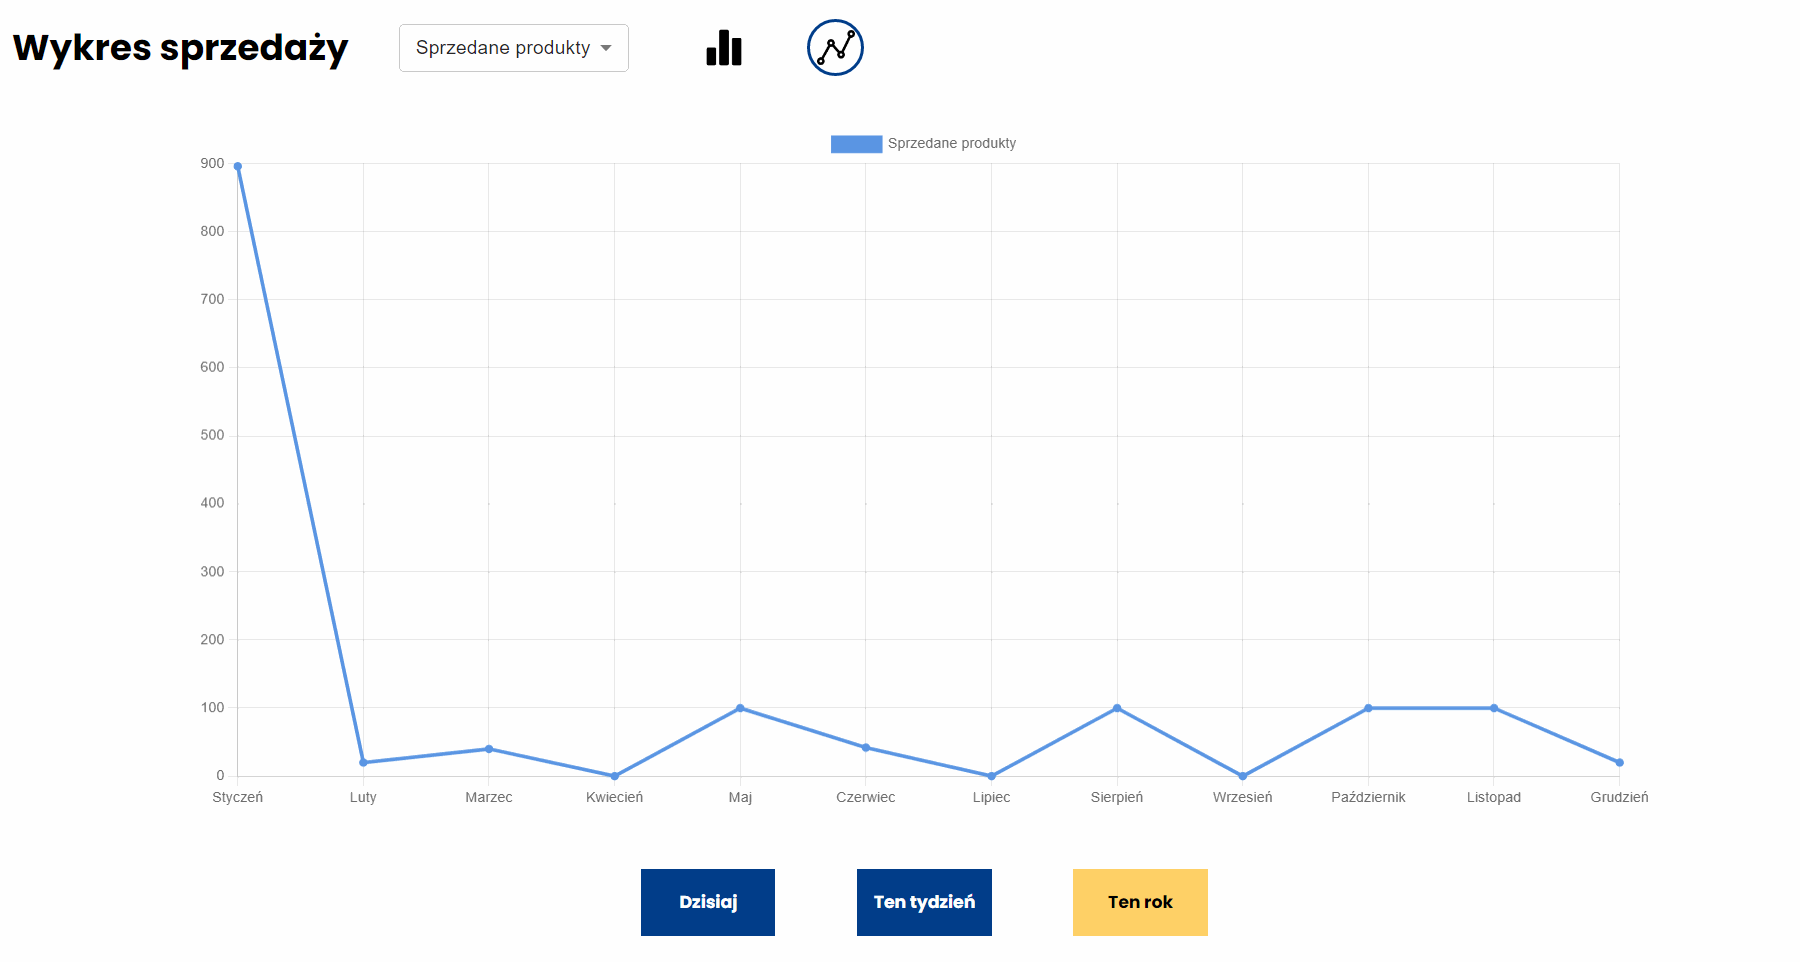 Wykres sprzedaży
Sprzedane produkty
Sprzedane produkty
900
800
700
600
500
400
300
200
100
0
Styczeń Luty Marzec Kwiecień Maj Czerwiec Lipiec Sierpień Wrzesień Październik Listopad Grudzień
Dzisiaj Ten tydzień Ten rok